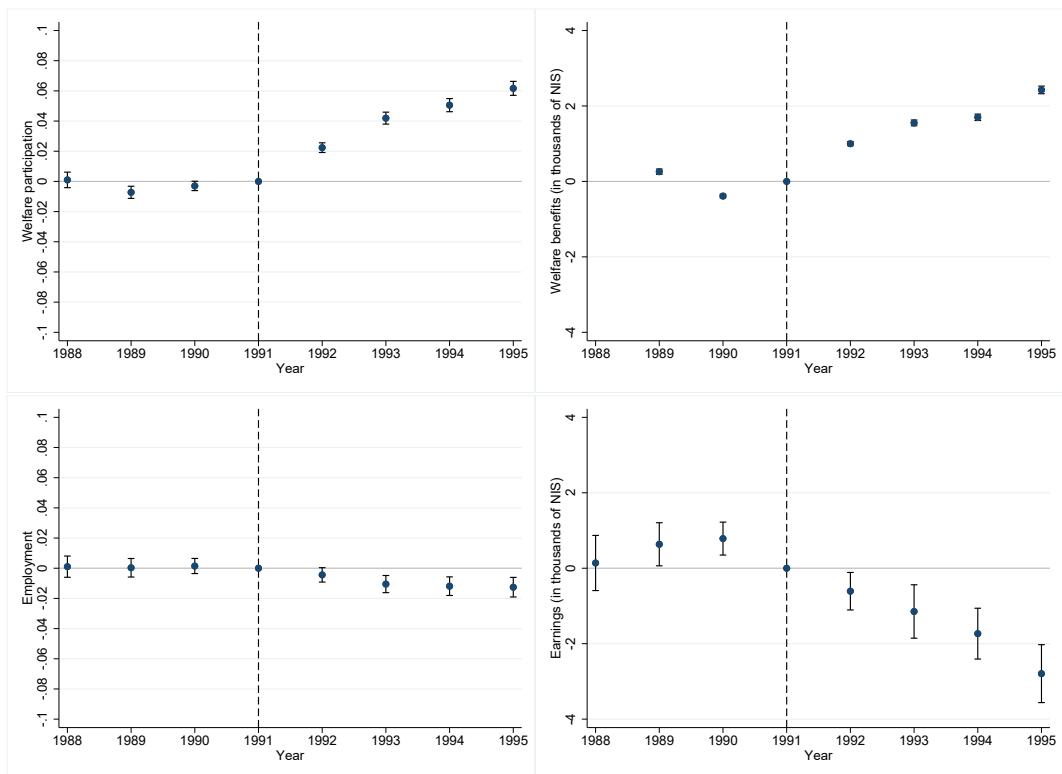 Welfare participation
.1
.08
.06
.04
.02
0
-.02
-.04
-.06
-.08
-.1
1988 1989 1990 1991 1992 1993 1994 1995
Year
Welfare benefits (in thousands of NIS)
4
2
0
-2
-4
1988 1989 1990 1991 1992 1993 1994 1995
Year
Employment
.1
.08
.06
.04
.02
0
-.02
-.04
-.06
-.08
-.1
1988 1989 1990 1991 1992 1993 1994 1995
Year
Earnings (in thousands of NIS)
4
2
0
-2
-4
1988 1989 1990 1991 1992 1993 1994 1995
Year